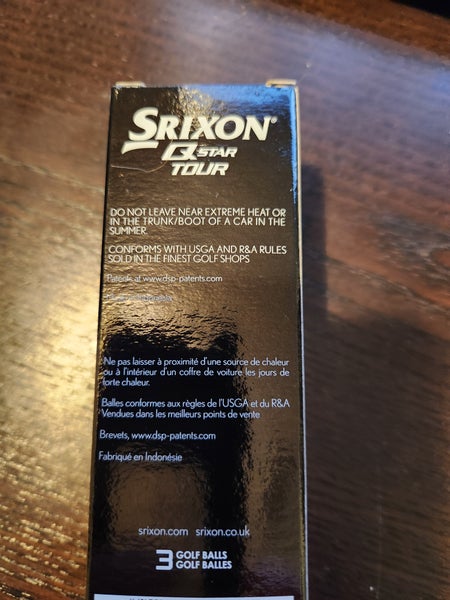 SRIXON®
Q-STAR
TOUR
DO NOT LEAVE NEAR EXTREME HEAT OR
IN THE TRUNK/BOOT OF A CAR IN THE
SUMMER.
CONFORMS WITH USGA AND R&A RULES
SOLD IN THE FINEST GOLF SHOPS
Patents at www.dsp-patents.com
Ne pas laisser à proximité d'une source de chaleur
ou à l'intérieur d'un coffre de voiture les jours de
forte chaleur.
Balles conformes aux règles de l'USGA et du R&A
Vendues dans les meilleurs points de vente
Brevets, www.dsp-patents.com
Fabriqué en Indonésie
srixon.com srixon.co.uk
3 GOLF BALLS
GOLF BALLES